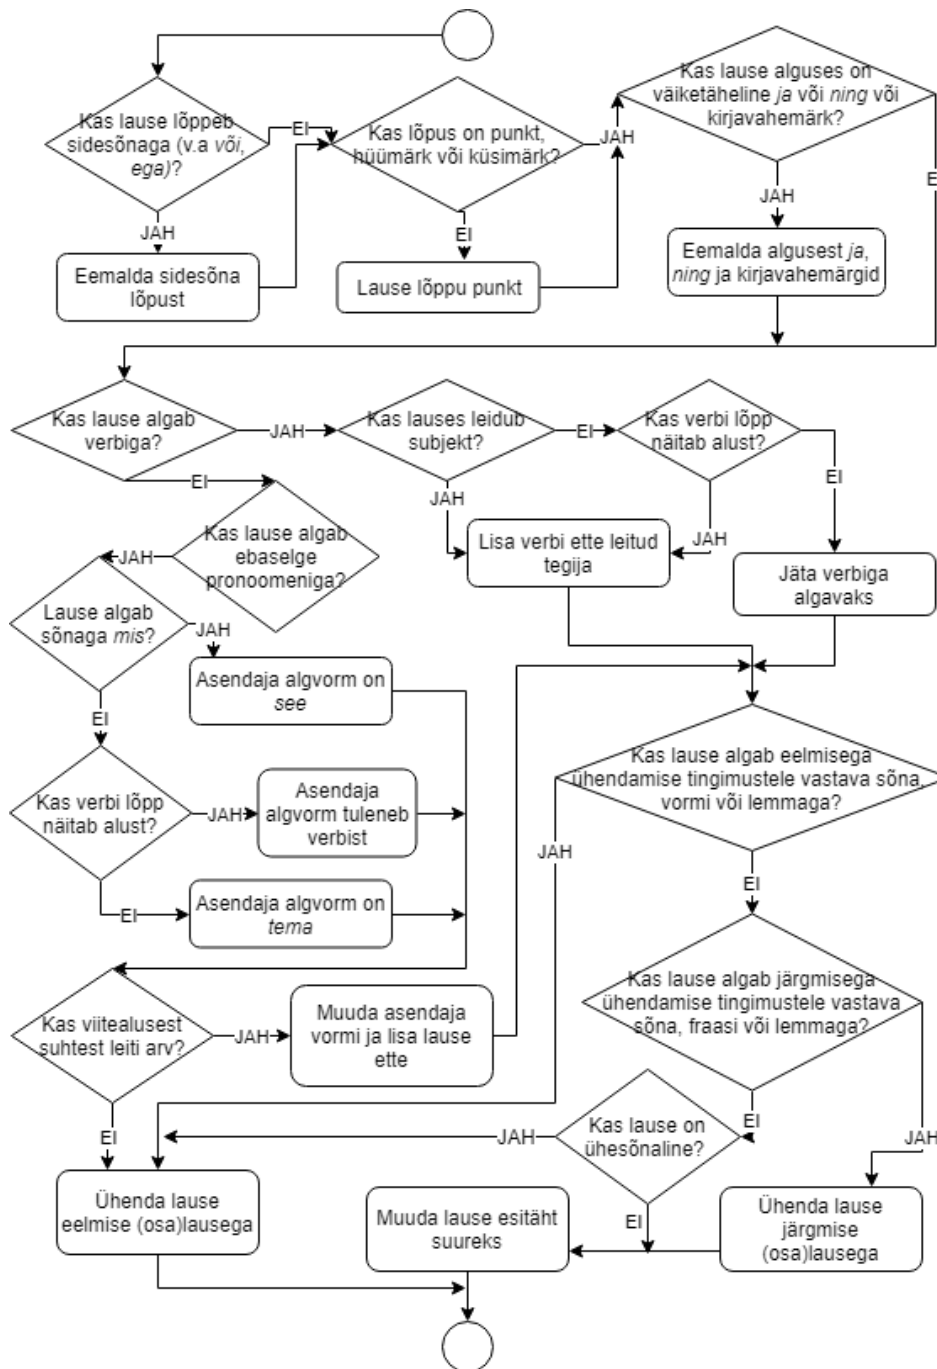 Kas lause lõppeb
sidesõnaga (v.a või,
ega)?
EI
JAH
Eemalda sidesõna
lõpust
Kas lõpus on punkt,
hüümärk või küsimärk?
JAH
EI
Lause lõppu punkt
Kas lause alguses on
väiketäheline ja või ning või
kirjavahemärk?
JAH
Eemalda algusest ja,
ning ja kirjavahemärgid
Kas lause algab
verbiga?
JAH
EI
Kas lauses leidub
subjekt?
EI
JAH
Kas verbi lõpp
näitab alust?
EI
JAH
Lisa verbi ette leitud
tegija
Jäta verbiga
algavaks
Kas lause algab
ebaselge
pronoomeniga?
JAH
Lause algab
sõnaga mis?
JAH
EI
Asendaja algvorm on
see
Kas verbi lõpp
näitab alust?
JAH
EI
Asendaja
algvorm tuleneb
verbist
Asendaja algvorm on
tema
Kas lause algab eelmisega
ühendamise tingimustele vastava sõna,
vormi või lemmaga?
JAH
EI
Kas lause algab järgmisega
ühendamise tingimustele vastava
sõna, fraasi või lemmaga?
EI
JAH
Kas viitealusest
suhtest leiti arv?
JAH
EI
Muuda asendaja
vormi ja lisa lause
ette
Kas lause on
ühesõnaline?
JAH
EI
Ühenda lause
eelmise (osa)lausega
Muuda lause esitäht
suureks
Ühenda lause
järgmise
(osa)lausega